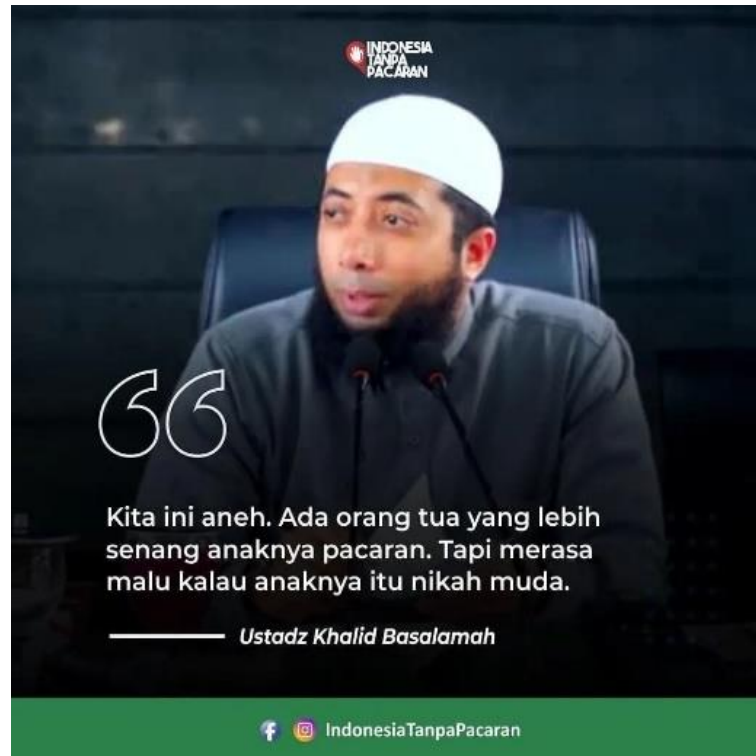 INDONESIA
TANPA
PACARAN
Kita ini aneh. Ada orang tua yang lebih
senang anaknya pacaran. Tapi merasa
malu kalau anaknya itu nikah muda.
Ustadz Khalid Basalamah
IndonesiaTanpaPacaran